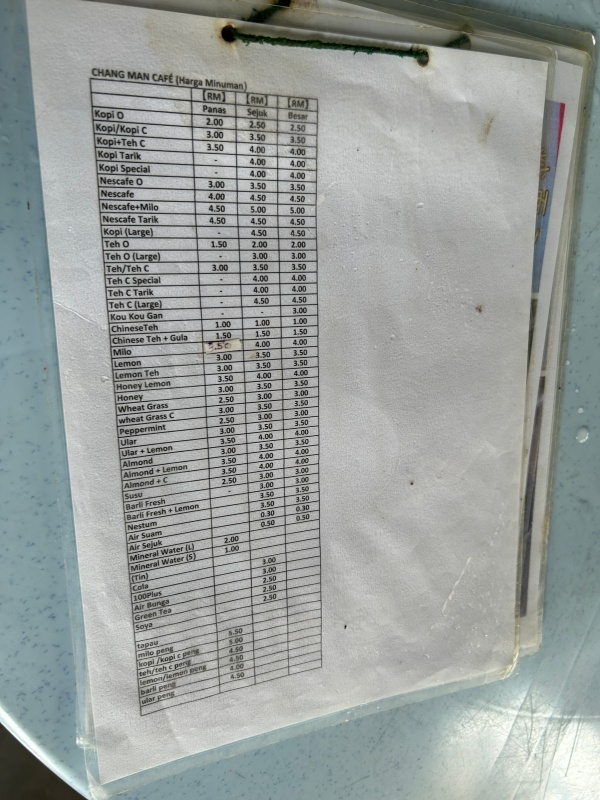 CHANG MAN CAFÉ (Harga Minuman)
[RM] [RM] [RM]
Panas Sejuk Besar
Kopi O 2.00 2.50 2.50
Kopi/Kopi C 3.00 3.50 3.50
Kopi+Teh C 3.50 4.00 4.00
Kopi Tarik - 4.00 4.00
Kopi Special - 4.00 4.00
Nescafe O 3.00 3.50 3.50
Nescafe 4.00 4.50 4.50
Nescafe+Milo 4.50 5.00 5.00
Nescafe Tarik 4.50 4.50 4.50
Kopi (Large) - 4.50 4.50
Teh O 1.50 2.00 2.00
Teh O (Large) - 3.00 3.00
Teh/Teh C 3.00 3.50 3.50
Teh C Special - 4.00 4.00
Teh C Tarik - 4.00 4.00
Teh C (Large) - 4.50 4.50
Kou Kou Gan - - 3.00
ChineseTeh 1.00 1.00 1.00
Chinese Teh + Gula 1.50 1.50 1.50
Milo 3.50 4.00 4.00
Lemon 3.00 3.50 3.50
Lemon Teh 3.00 3.50 3.50
Honey Lemon 3.50 4.00 4.00
Honey 3.00 3.50 3.50
Wheat Grass 2.50 3.00 3.00
wheat Grass C 3.00 3.50 3.50
Peppermint 2.50 3.00 3.00
Ular 3.00 3.50 3.50
Ular + Lemon 3.50 4.00 4.00
Almond 3.00 3.50 3.50
Almond + Lemon 3.50 4.00 4.00
Almond + C 3.50 4.00 4.00
Susu 2.50 3.00 3.00
Barli Fresh - 3.00 3.00
Barli Fresh + Lemon 3.50 3.50
Nestum 3.50 3.50
Air Suam 0.30 0.30
Air Sejuk 0.50 0.50
Mineral Water (L) 2.00
Mineral Water (S) 1.00
(Tin)
Cola 3.00
100Plus 3.00
Air Bunga 2.50
Green Tea 2.50
Soya 2.50
tapau
milo peng 5.50
kopi /kopi c peng 5.00
teh/teh c peng 4.50
lemon/lemon peng 4.50
barli peng 4.00
ular peng 4.50